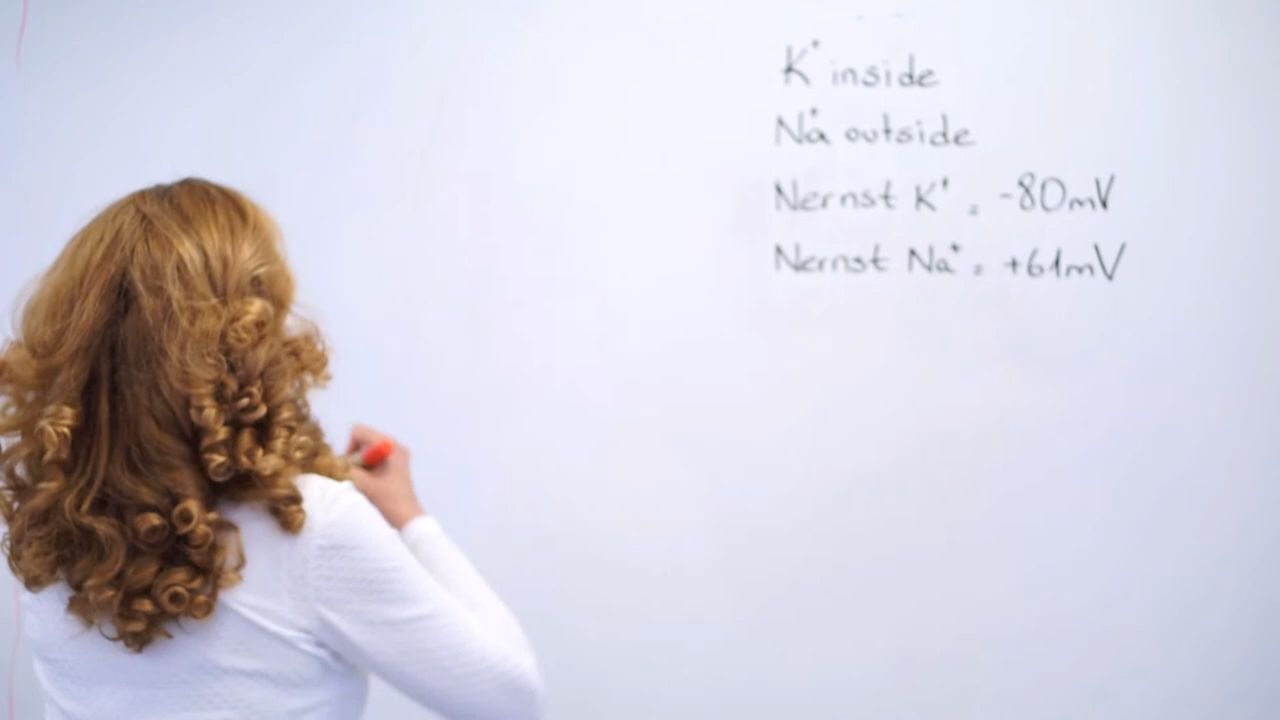 K⁺ inside
Na⁺ outside
Nernst K⁺ = -80mV
Nernst Na⁺ = +61mV